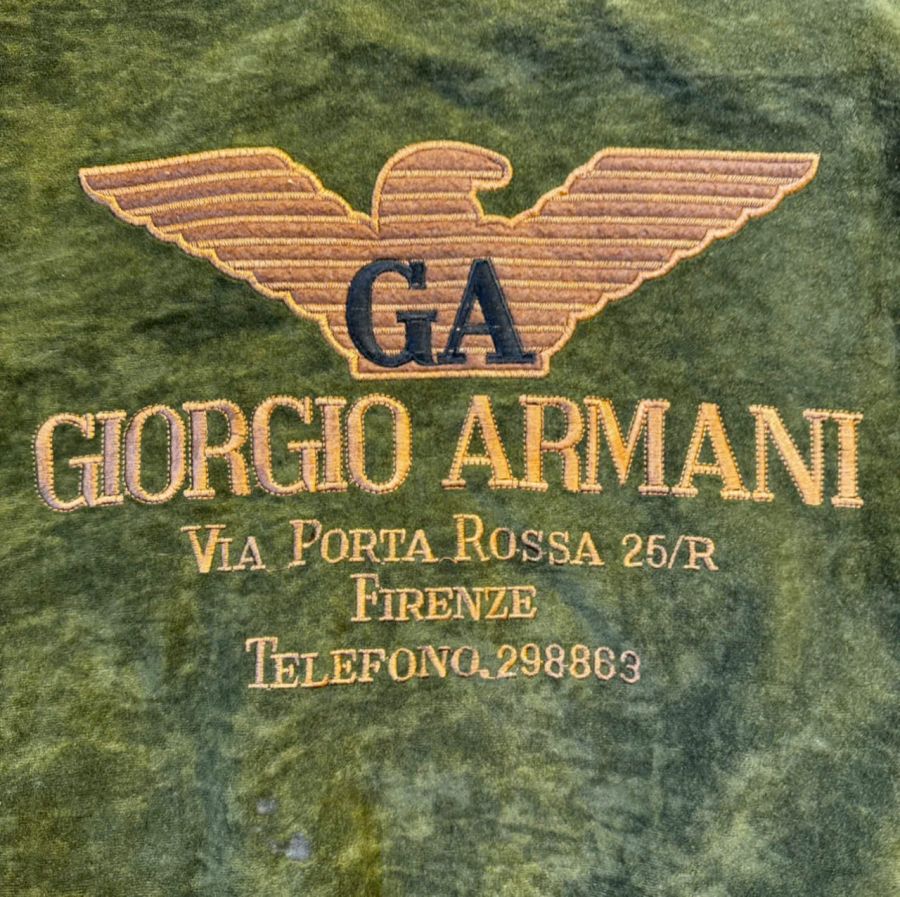 GA
GIORGIO ARMANI
VIA PORTA ROSSA 25/R
FIRENZE
TELEFONO.298863